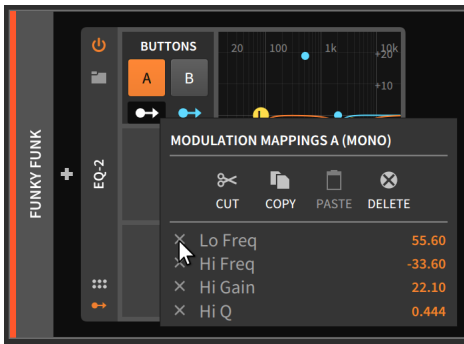 FUNKY FUNK
EQ-2
BUTTONS
A
B
20
100
1k
10k
+20
+10
L
MODULATION MAPPINGS A (MONO)
CUT COPY PASTE DELETE
Lo Freq 55.60
Hi Freq -33.60
Hi Gain 22.10
Hi Q 0.444